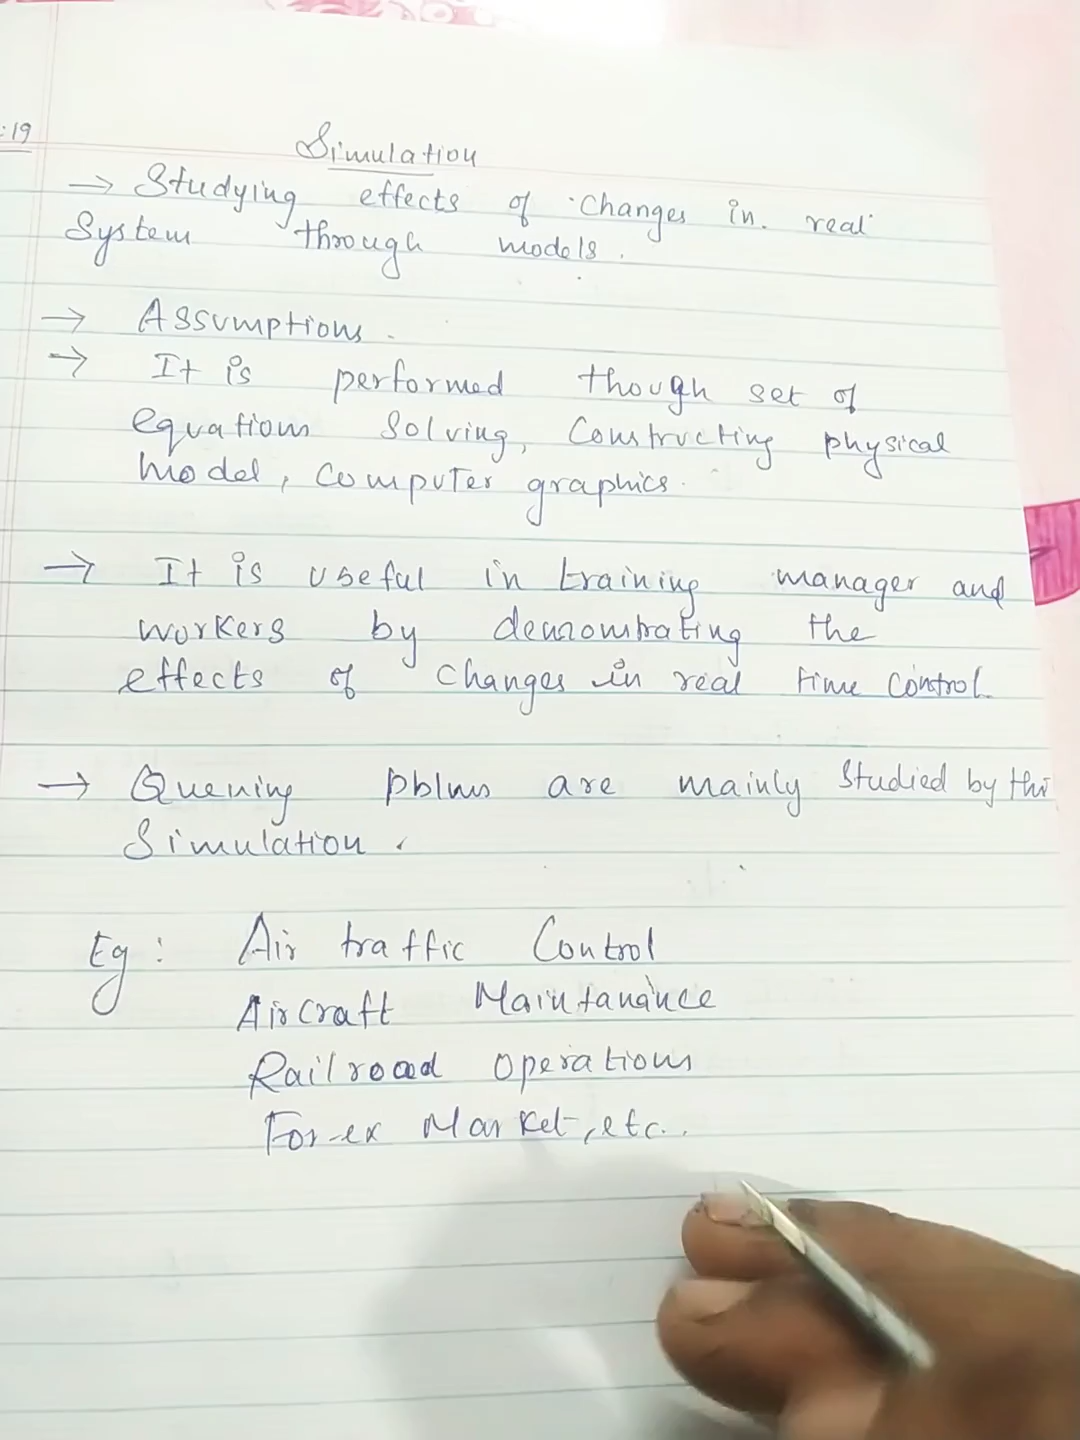 :19
Simulation
→ Studying effects of changes in real
System through models.
→ Assumptions.
→ It is performed though set of
equations solving, Constructing physical
model, computer graphics.
→ It is useful in training manager and
workers by demonstrating the
effects of changes in real time control
→ Queuing pblms are mainly studied by this
Simulation.
Eg: Air traffic Control
Aircraft Maintanance
Railroad operations
For-ex Market, etc..